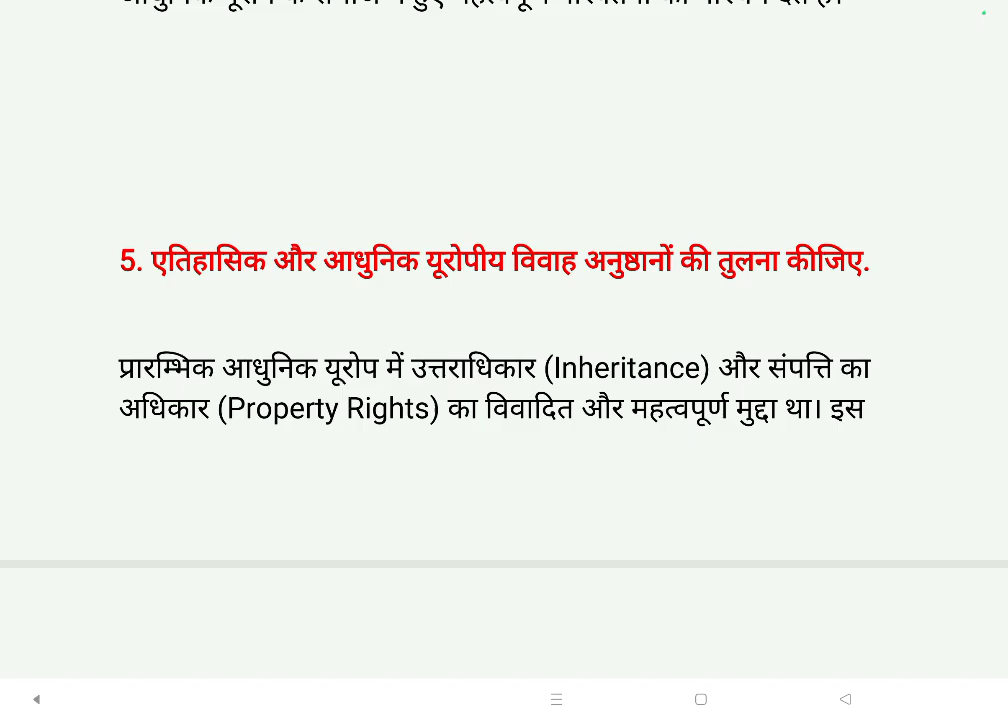 5. एतिहासिक और आधुनिक यूरोपीय विवाह अनुष्ठानों की तुलना कीजिए.
प्रारम्भिक आधुनिक यूरोप में उत्तराधिकार (Inheritance) और संपत्ति का
अधिकार (Property Rights) का विवादित और महत्वपूर्ण मुद्दा था। इस